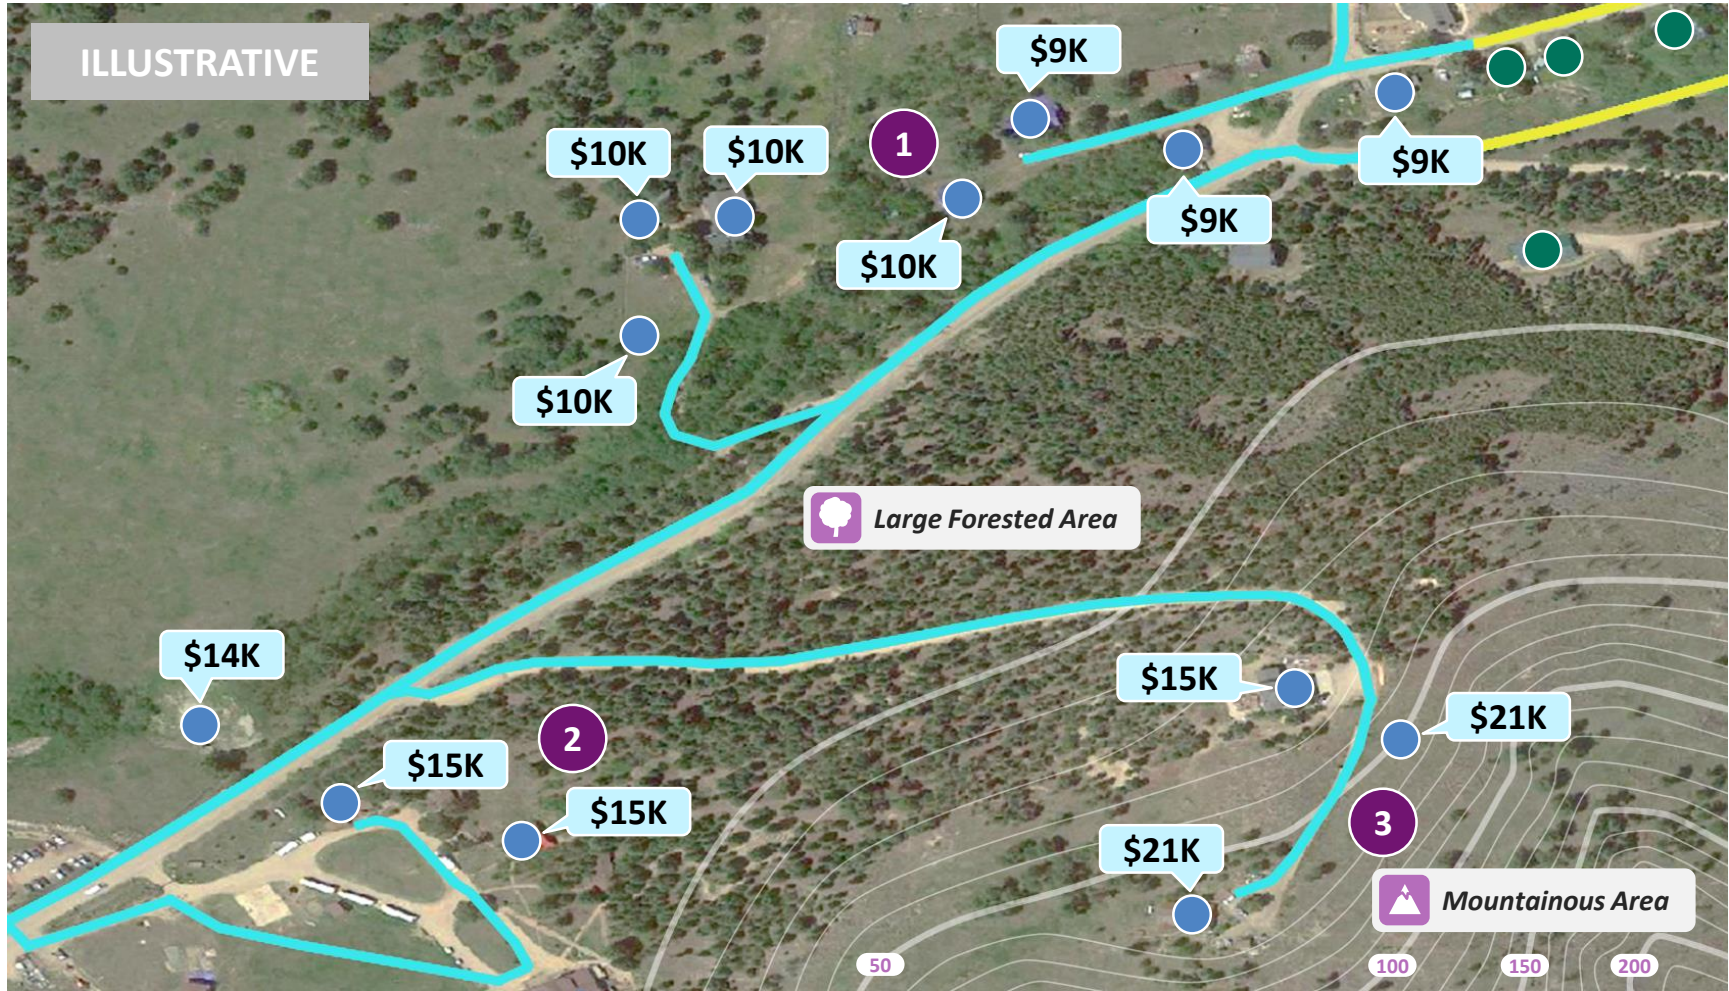 ILLUSTRATIVE
$9K
$10K
$10K
1
$9K
$9K
$10K
$10K
Large Forested Area
$14K
$15K
$21K
2
$15K
$15K
3
$21K
Mountainous Area
50
100
150
200